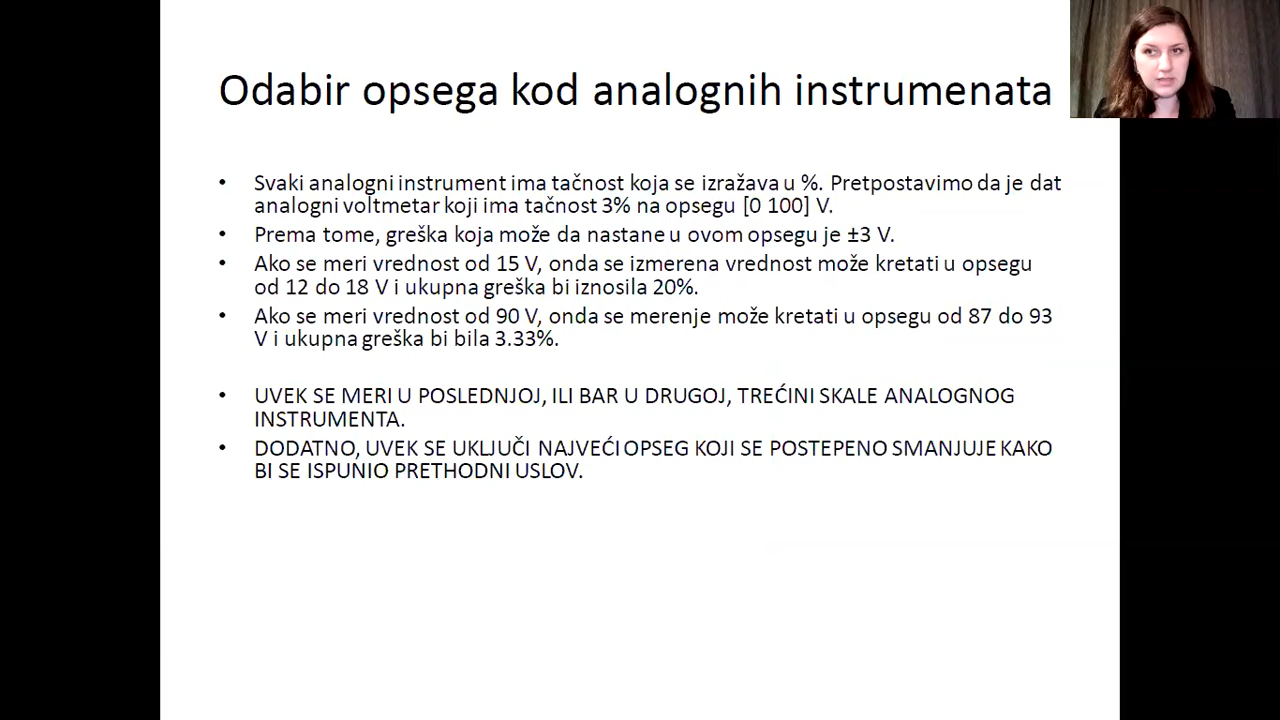 Odabir opsega kod analognih instrumenata
• Svaki analogni instrument ima tačnost koja se izražava u %. Pretpostavimo da je dat
analogni voltmetar koji ima tačnost 3% na opsegu [0 100] V.
• Prema tome, greška koja može da nastane u ovom opsegu je ±3 V.
• Ako se meri vrednost od 15 V, onda se izmerena vrednost može kretati u opsegu
od 12 do 18 V i ukupna greška bi iznosila 20%.
• Ako se meri vrednost od 90 V, onda se merenje može kretati u opsegu od 87 do 93
V i ukupna greška bi bila 3.33%.
• UVEK SE MERI U POSLEDNJOJ, ILI BAR U DRUGOJ, TREĆINI SKALE ANALOGNOG
INSTRUMENTA.
• DODATNO, UVEK SE UKLJUČI NAJVEĆI OPSEG KOJI SE POSTEPENO SMANJUJE KAKO
BI SE ISPUNIO PRETHODNI USLOV.